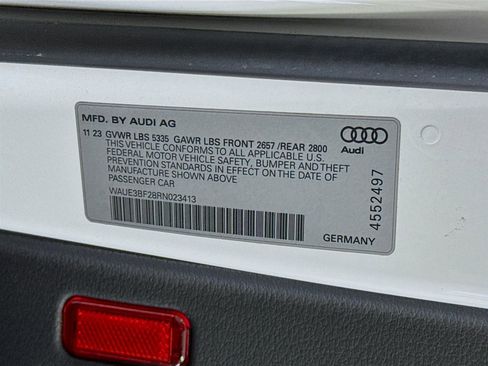 MFD. BY AUDI AG
11 23 GVWR LBS 5335 GAWR LBS FRONT 2657 /REAR 2800
THIS VEHICLE CONFORMS TO ALL APPLICABLE U.S.
FEDERAL MOTOR VEHICLE SAFETY, BUMPER AND THEFT
PREVENTION STANDARDS IN EFFECT ON THE DATE OF
MANUFACTURE SHOWN ABOVE.
PASSENGER CAR
WAUE3BF28RN023413
Audi
4552497
GERMANY